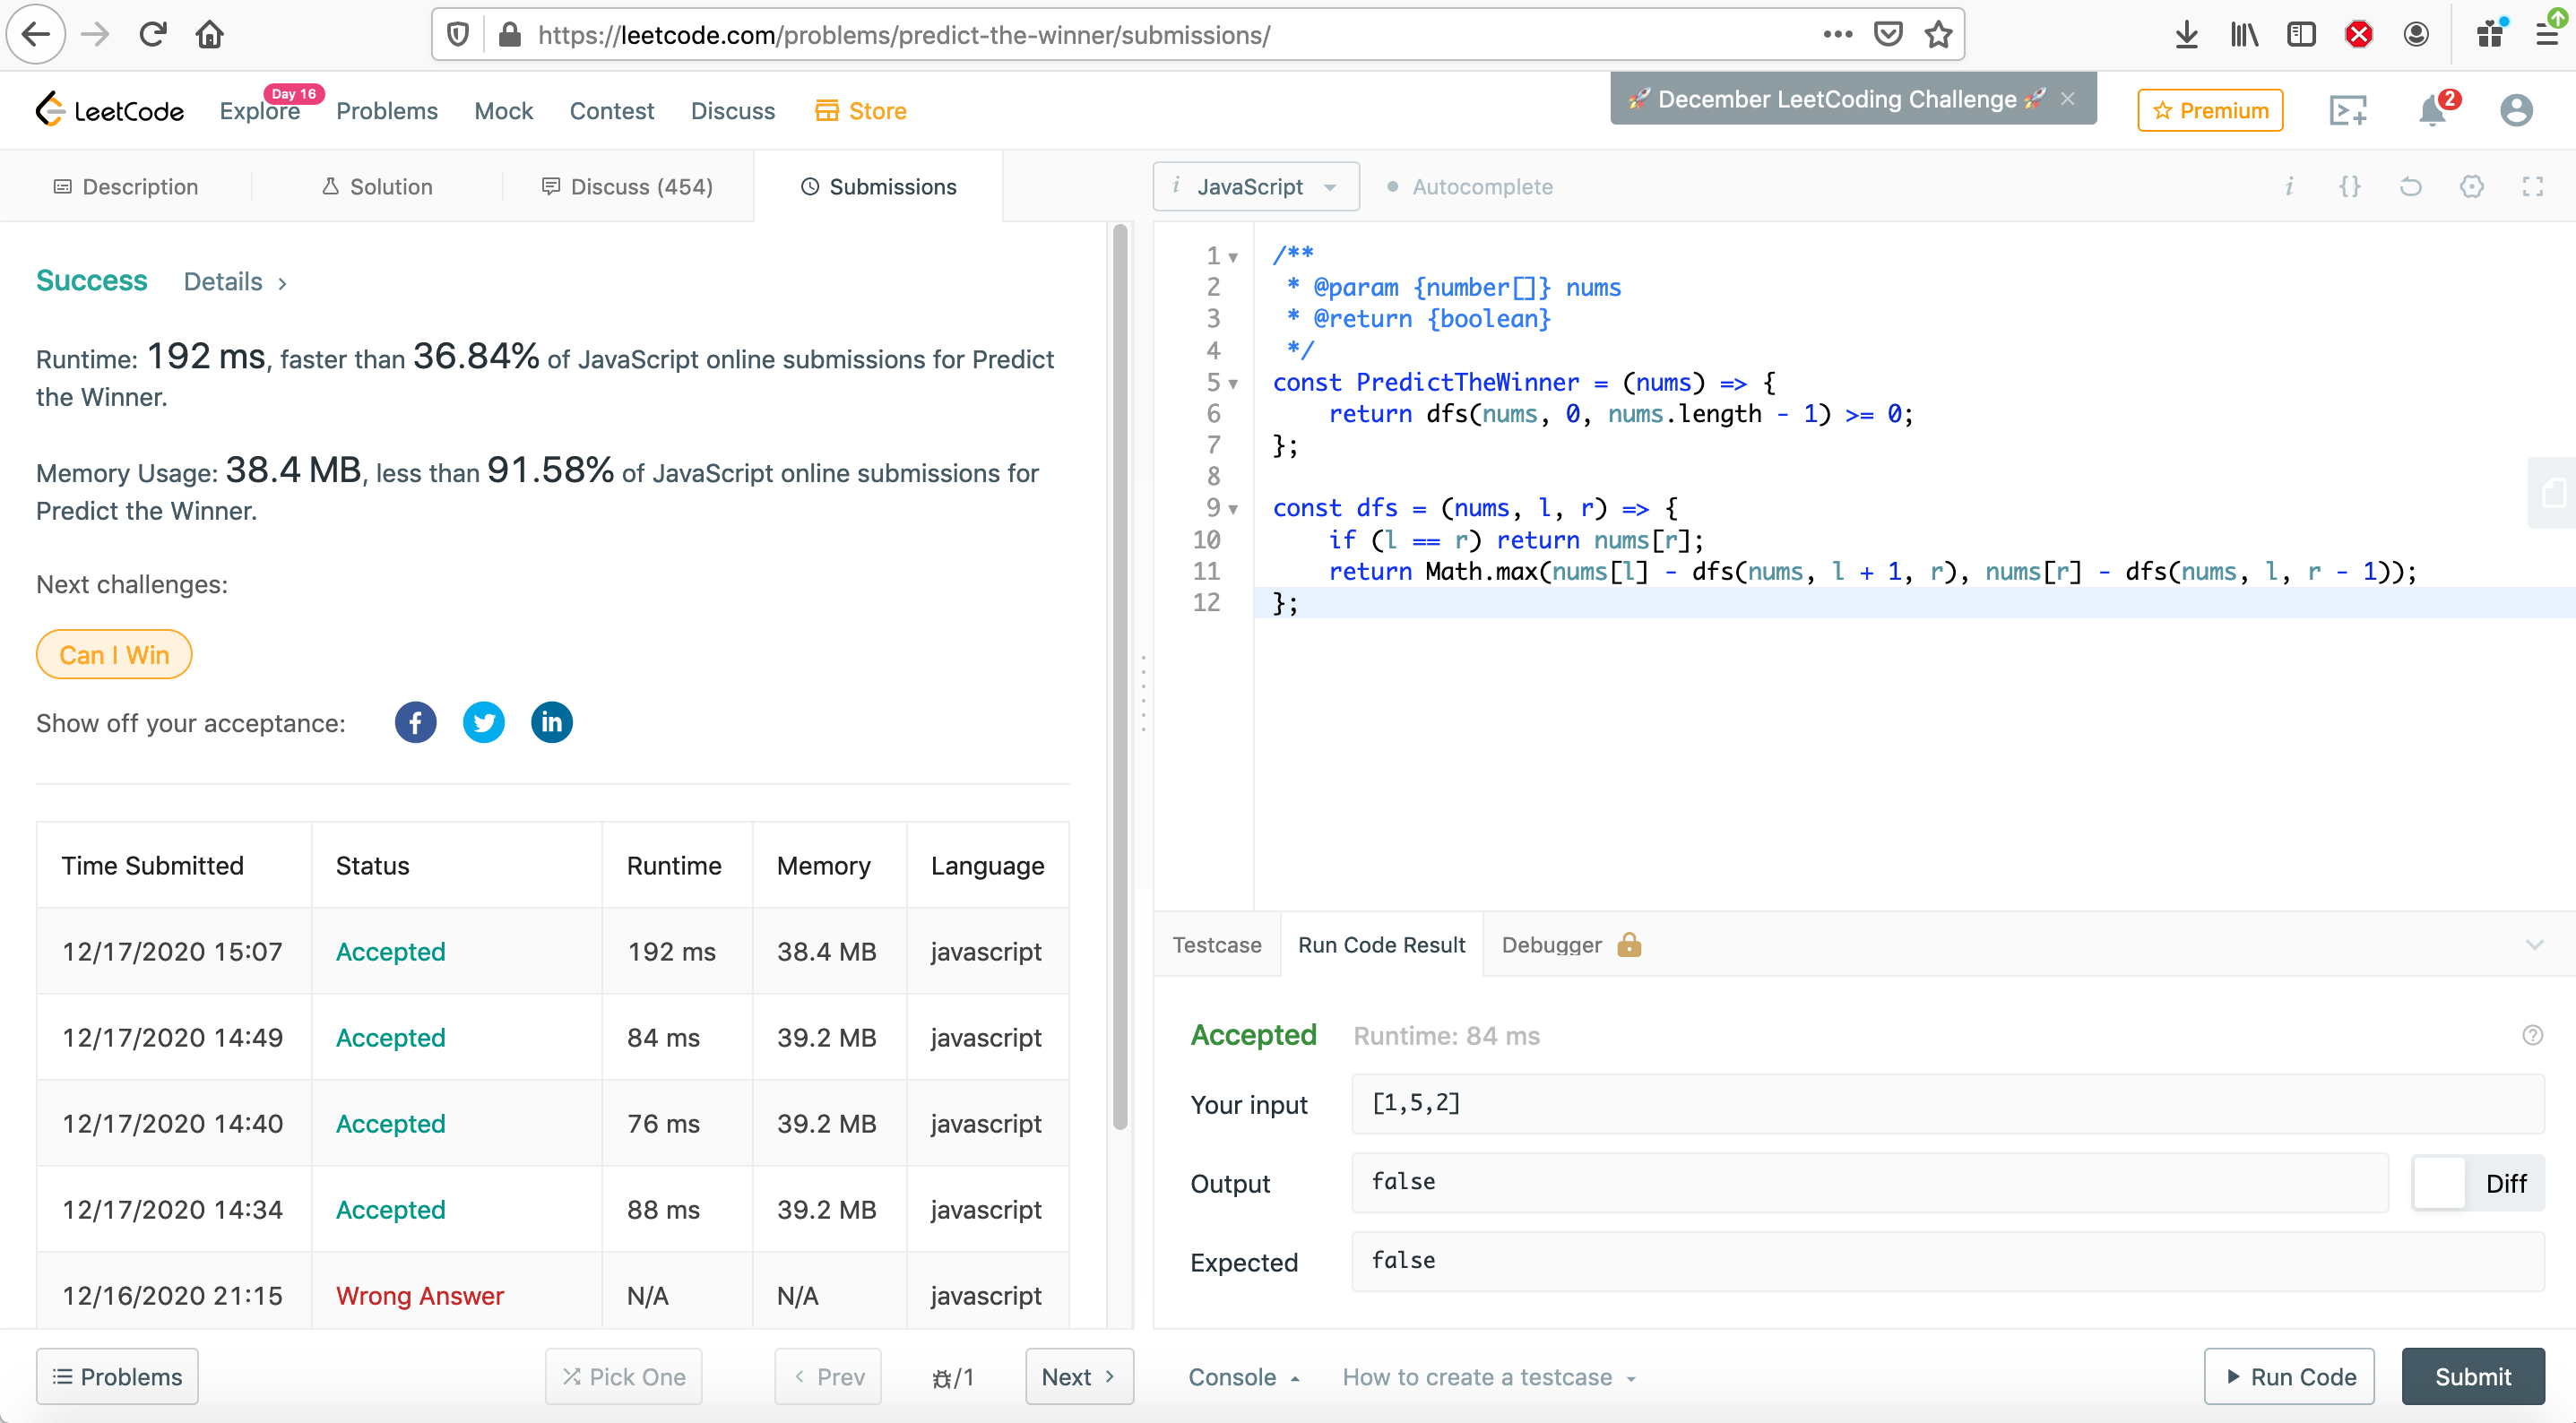 https://leetcode.com/problems/predict-the-winner/submissions/
LeetCode
Explore
Day 16
Problems
Mock
Contest
Discuss
Store
🚀 December LeetCoding Challenge 🚀
Premium
2
Description
Solution
Discuss (454)
Submissions
JavaScript
Autocomplete
Success
Details
Runtime: 192 ms, faster than 36.84% of JavaScript online submissions for Predict
the Winner.
Memory Usage: 38.4 MB, less than 91.58% of JavaScript online submissions for
Predict the Winner.
Next challenges:
Can I Win
Show off your acceptance:
Time Submitted Status Runtime Memory Language
12/17/2020 15:07 Accepted 192 ms 38.4 MB javascript
12/17/2020 14:49 Accepted 84 ms 39.2 MB javascript
12/17/2020 14:40 Accepted 76 ms 39.2 MB javascript
12/17/2020 14:34 Accepted 88 ms 39.2 MB javascript
12/16/2020 21:15 Wrong Answer N/A N/A javascript
1 /**
2  * @param {number[]} nums
3  * @return {boolean}
4  */
5 const PredictTheWinner = (nums) => {
6     return dfs(nums, 0, nums.length - 1) >= 0;
7 };
8
9 const dfs = (nums, l, r) => {
10     if (l == r) return nums[r];
11     return Math.max(nums[l] - dfs(nums, l + 1, r), nums[r] - dfs(nums, l, r - 1));
12 };
Testcase
Run Code Result
Debugger
Accepted Runtime: 84 ms
Your input [1,5,2]
Output false Diff
Expected false
Problems
Pick One
Prev
/1
Next
Console
How to create a testcase
Run Code
Submit